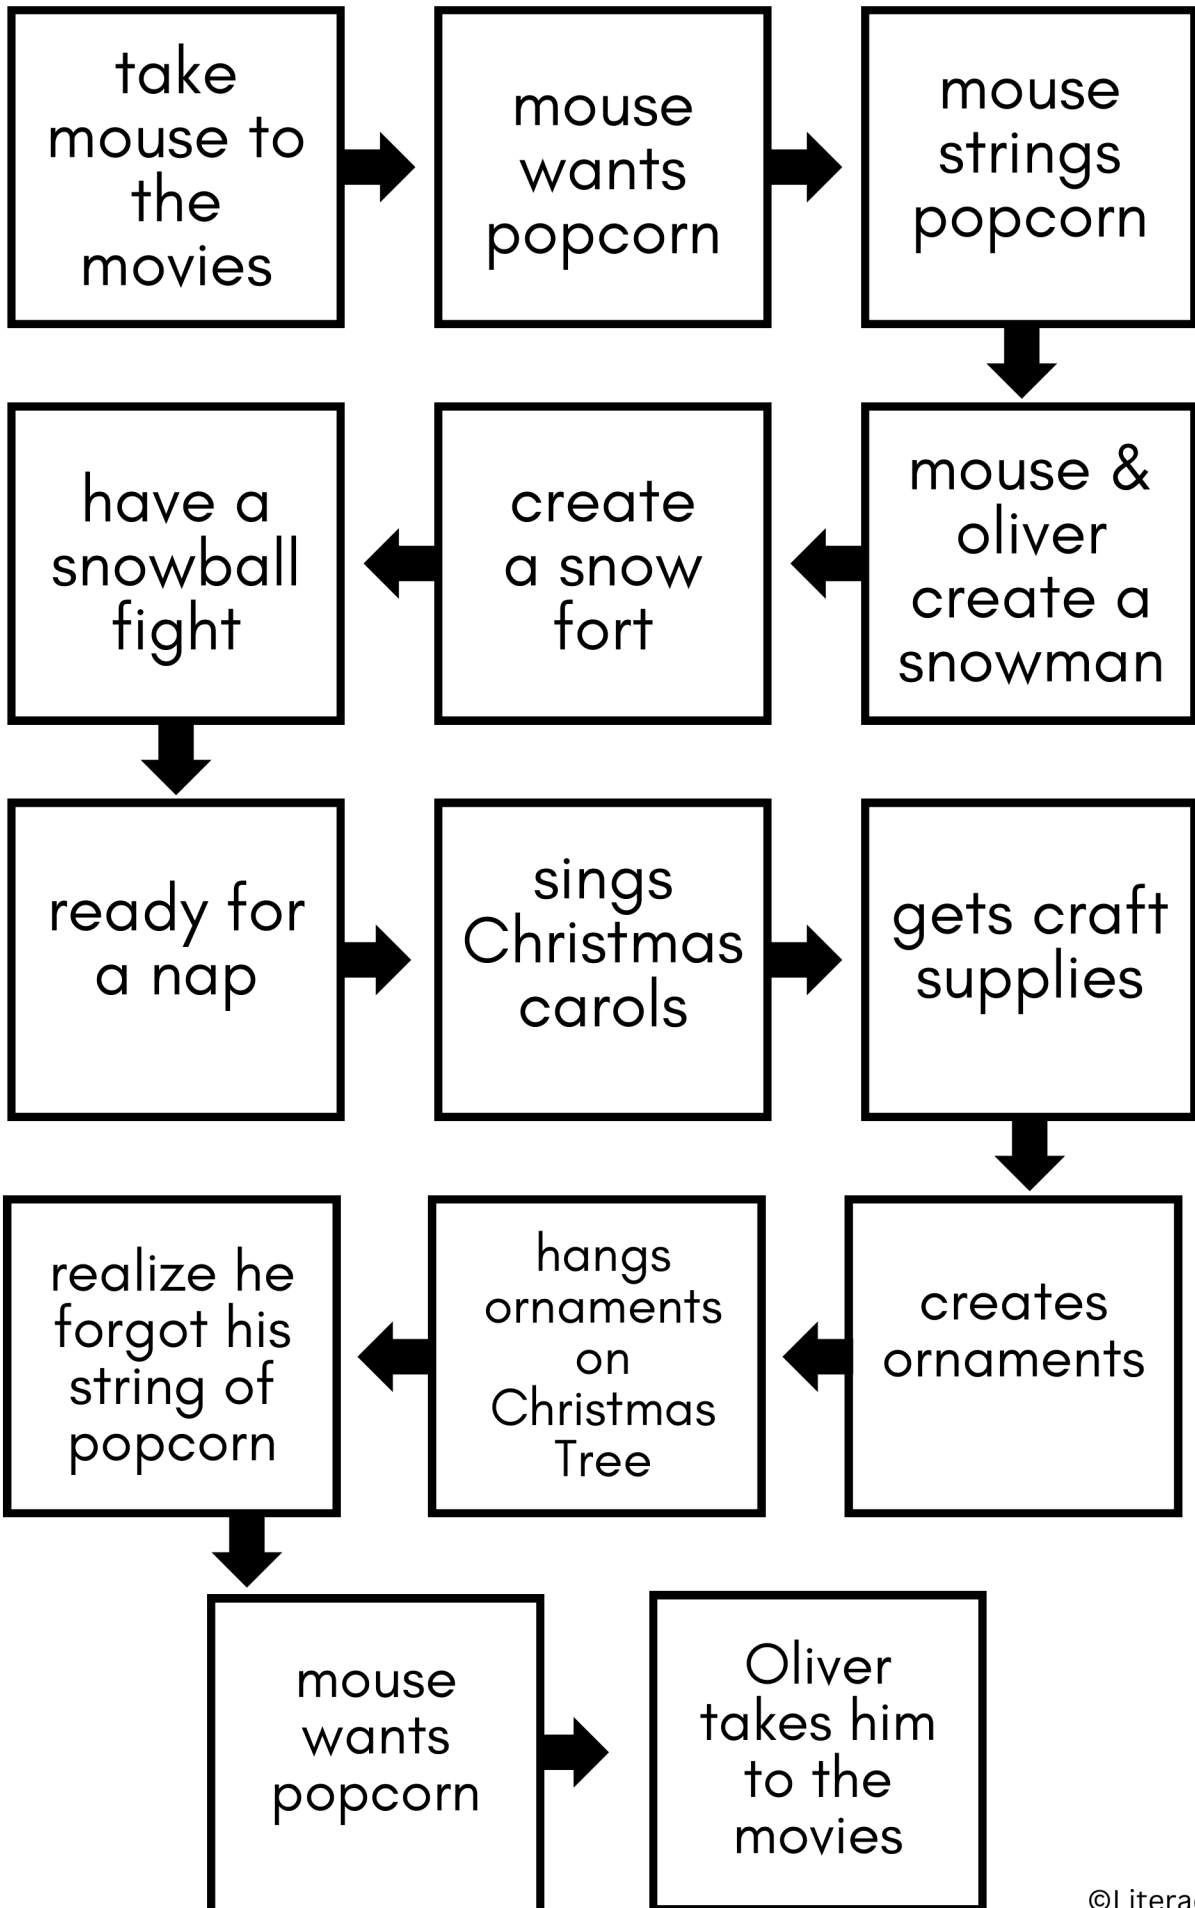 take
mouse to
the
movies
mouse
wants
popcorn
mouse
strings
popcorn
mouse &
oliver
create a
snowman
create
a snow
fort
have a
snowball
fight
ready for
a nap
sings
Christmas
carols
gets craft
supplies
creates
ornaments
hangs
ornaments
on
Christmas
Tree
realize he
forgot his
string of
popcorn
mouse
wants
popcorn
Oliver
takes him
to the
movies